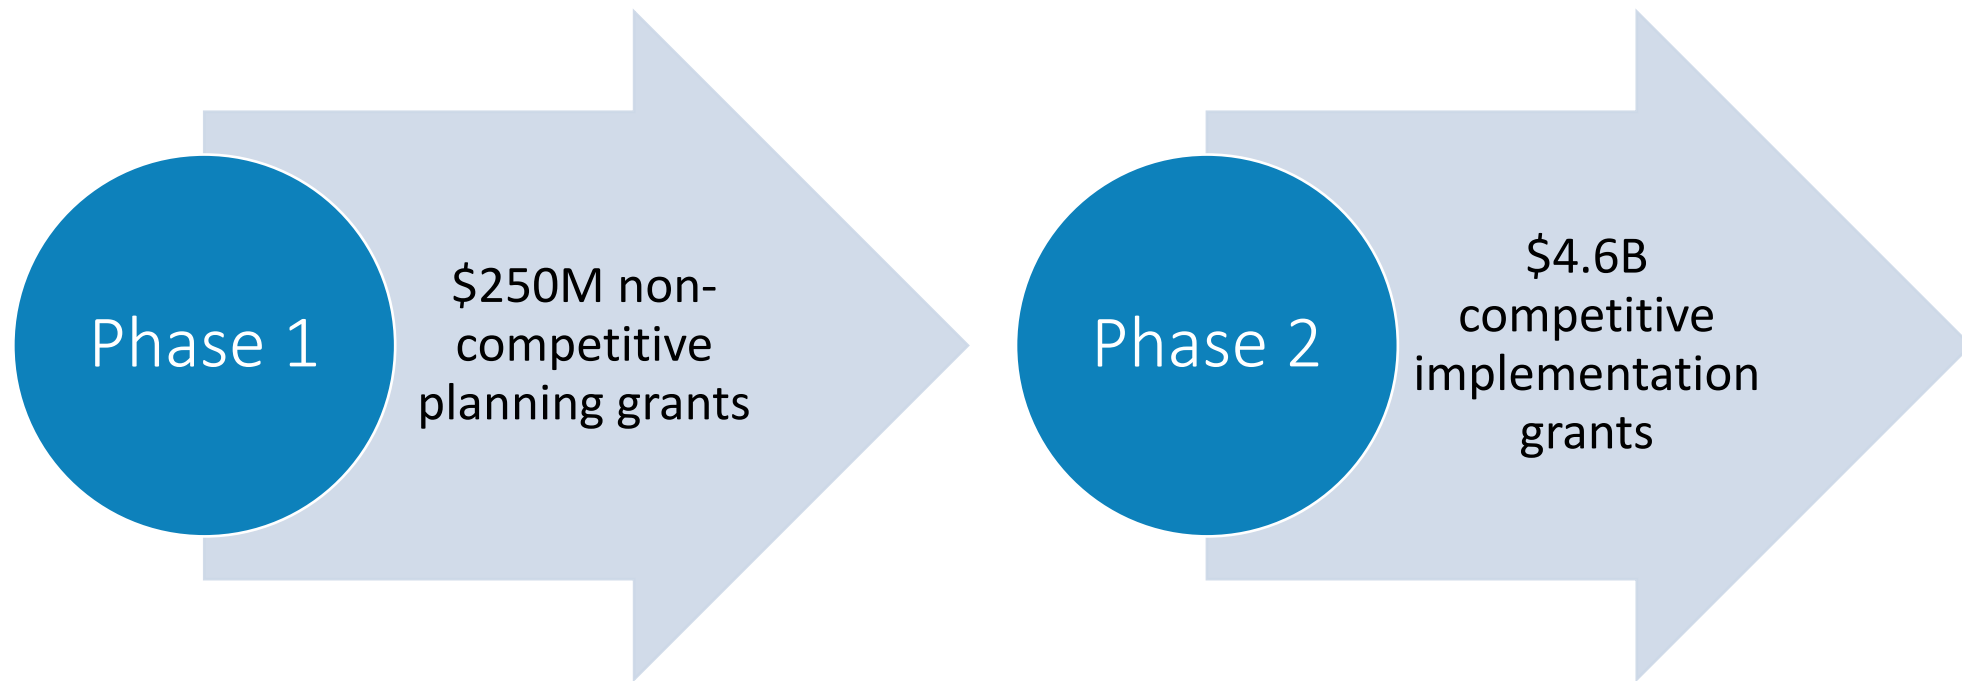 Phase 1
$250M non-
competitive
planning grants
Phase 2
$4.6B
competitive
implementation
grants